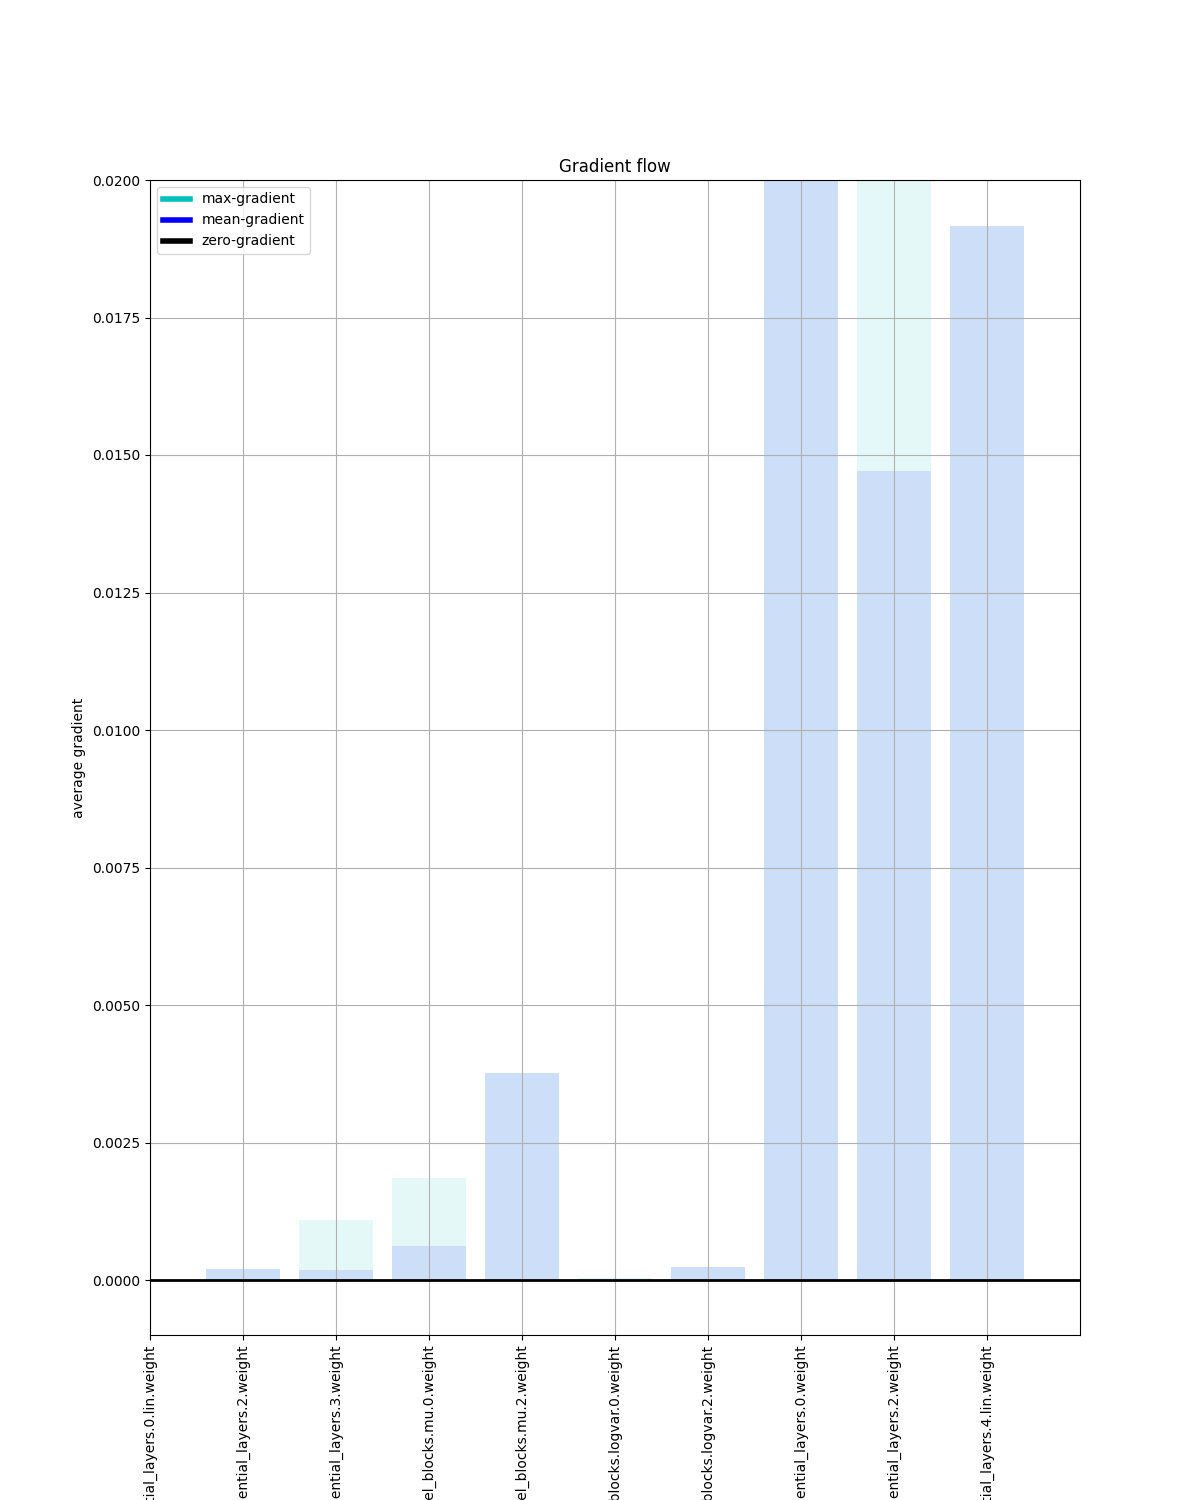 Gradient flow
max-gradient
mean-gradient
zero-gradient
average gradient
0.0200
0.0175
0.0150
0.0125
0.0100
0.0075
0.0050
0.0025
0.0000
tial_layers.0.lin.weight
ential_layers.2.weight
ential_layers.3.weight
el_blocks.mu.0.weight
el_blocks.mu.2.weight
blocks.logvar.0.weight
blocks.logvar.2.weight
ential_layers.0.weight
ential_layers.2.weight
tial_layers.4.lin.weight